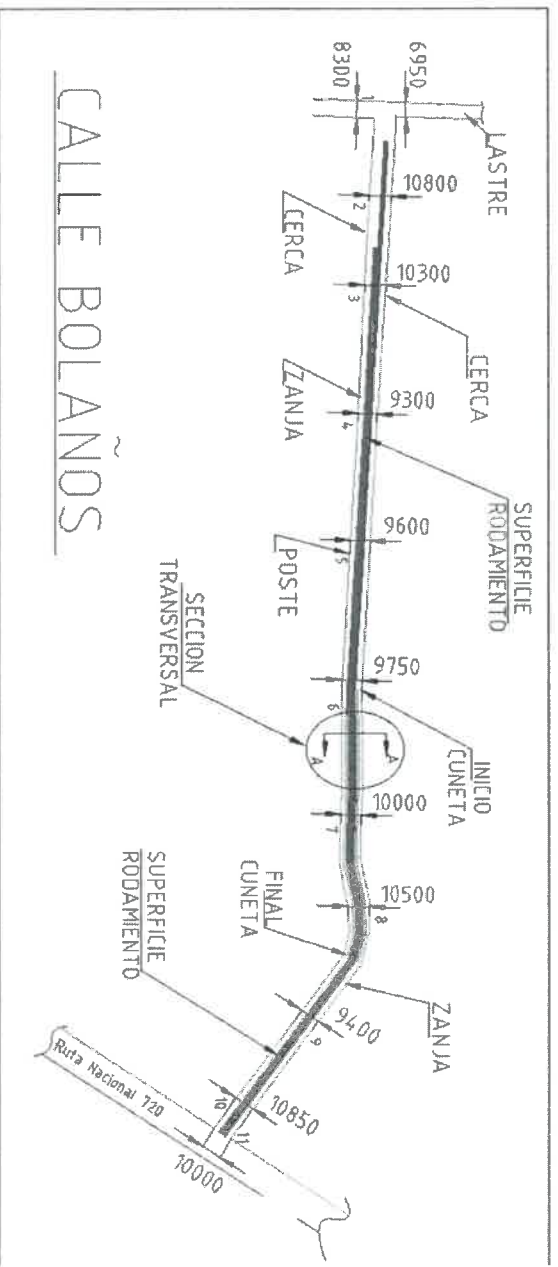 CALLE BOLAÑOS
6950
8300
1
LASTRE
10800
2
CERCA
10300
3
CERCA
9300
4
ZANJA
SUPERFICIE
RODAMIENTO
9600
5
POSTE
9750
6
SECCION
TRANSVERSAL
A
A
INICIO
CUNETA
10000
7
10500
8
FINAL
CUNETA
SUPERFICIE
RODAMIENTO
ZANJA
9400
9
10850
10
11
10000
Ruta Nacional 720